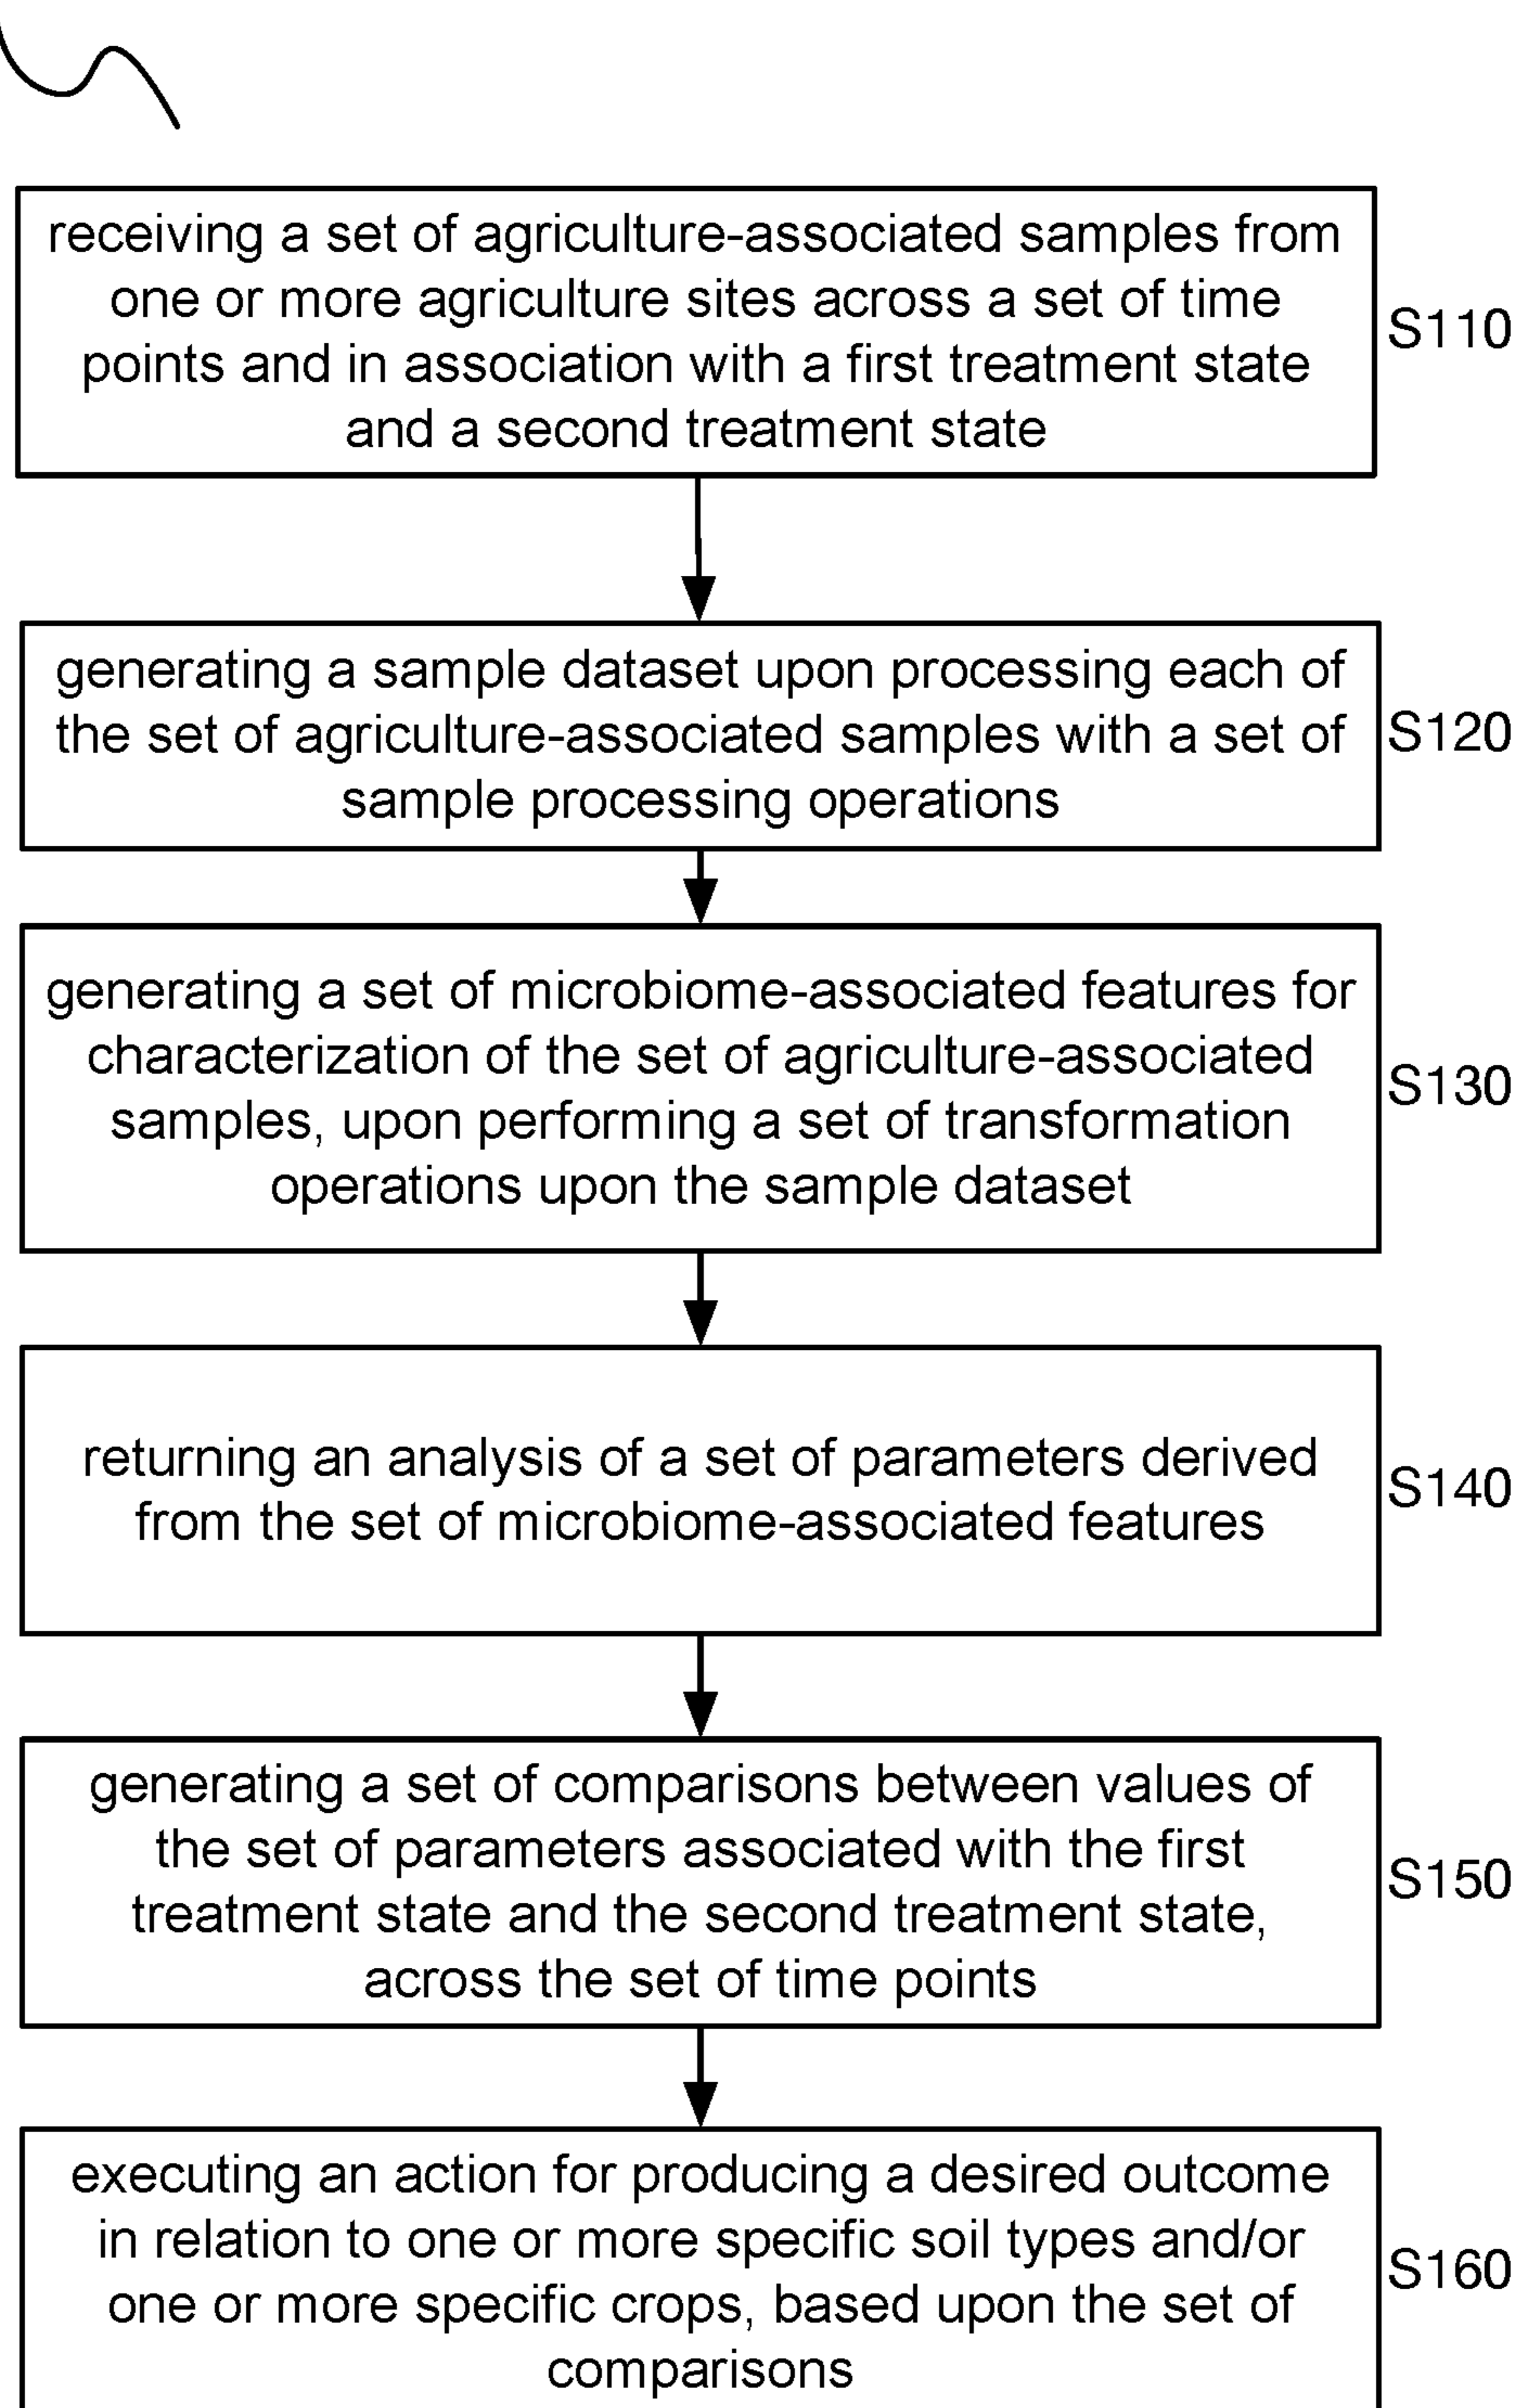 receiving a set of agriculture-associated samples from
one or more agriculture sites across a set of time
points and in association with a first treatment state
and a second treatment state
S110
generating a sample dataset upon processing each of
the set of agriculture-associated samples with a set of
sample processing operations
S120
generating a set of microbiome-associated features for
characterization of the set of agriculture-associated
samples, upon performing a set of transformation
operations upon the sample dataset
S130
returning an analysis of a set of parameters derived
from the set of microbiome-associated features
S140
generating a set of comparisons between values of
the set of parameters associated with the first
treatment state and the second treatment state,
across the set of time points
S150
executing an action for producing a desired outcome
in relation to one or more specific soil types and/or
one or more specific crops, based upon the set of
comparisons
S160